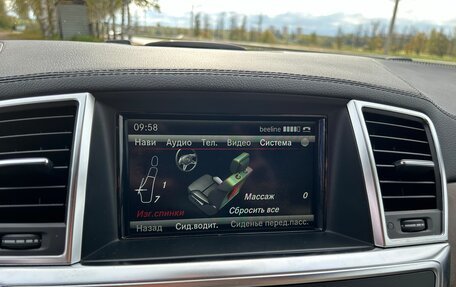 09:58 beeline
Нави Аудио Тел. Видео Система
1
7
Массаж 0
Изг.спинки Сбросить все
Назад Сид.водит. Сиденье перед.пасс.